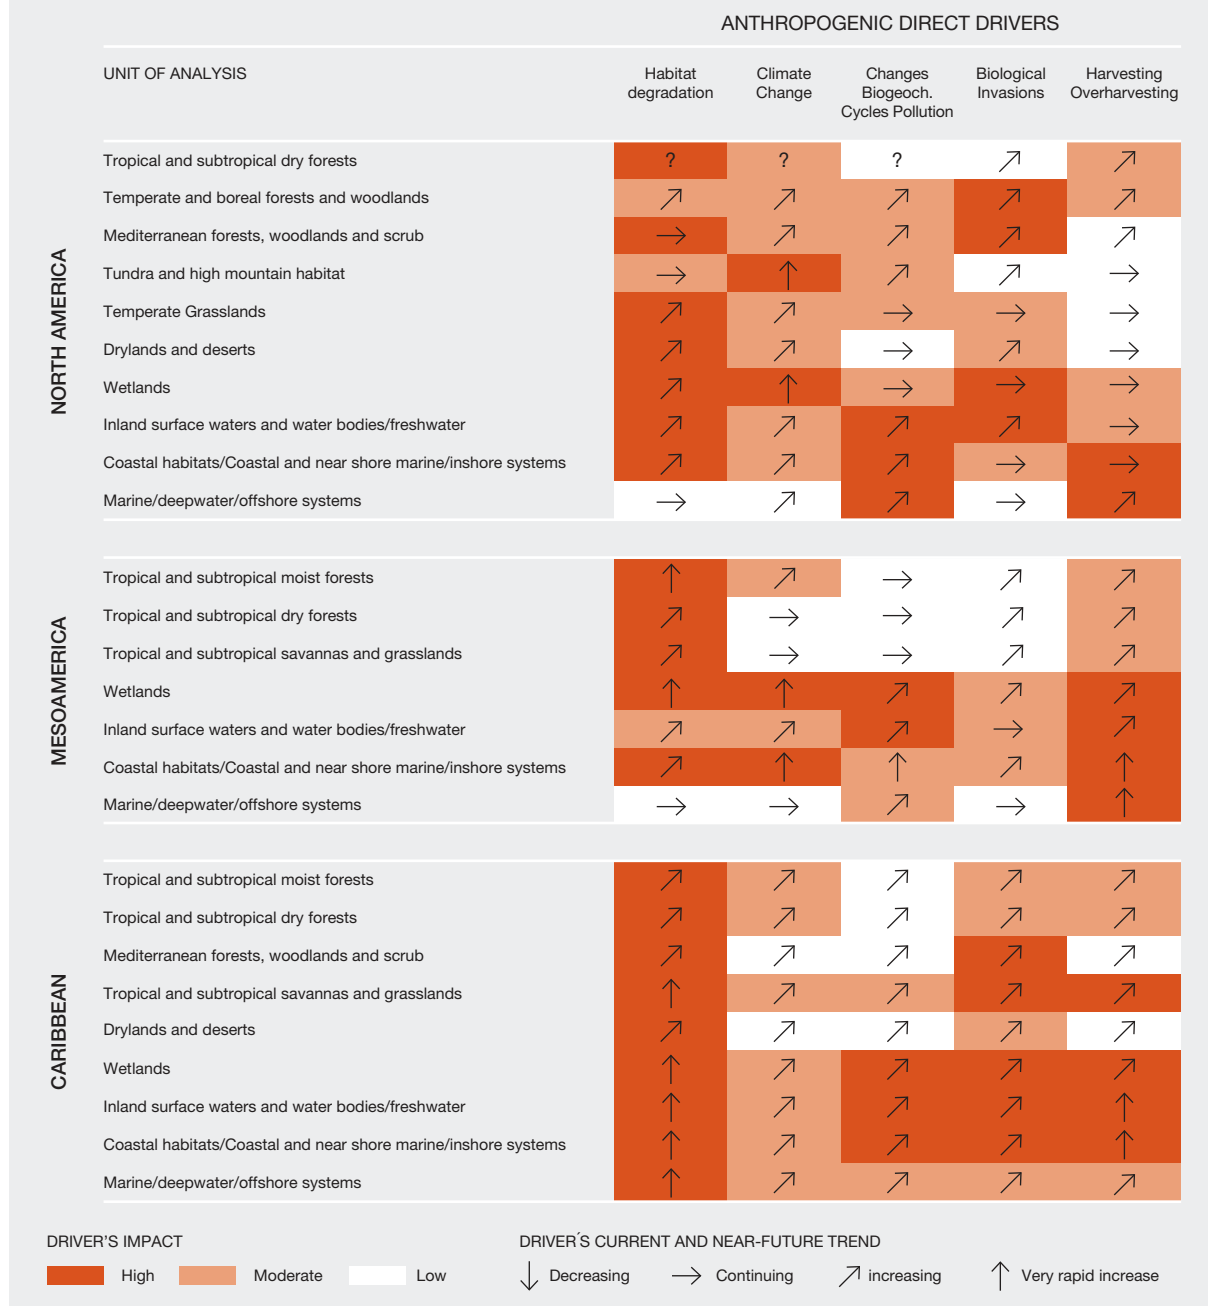 ANTHROPOGENIC DIRECT DRIVERS
UNIT OF ANALYSIS
Habitat
degradation
Climate
Change
Changes
Biogeoch.
Cycles Pollution
Biological
Invasions
Harvesting
Overharvesting
NORTH AMERICA
Tropical and subtropical dry forests
? ? ?
Temperate and boreal forests and woodlands
Mediterranean forests, woodlands and scrub
Tundra and high mountain habitat
Temperate Grasslands
Drylands and deserts
Wetlands
Inland surface waters and water bodies/freshwater
Coastal habitats/Coastal and near shore marine/inshore systems
Marine/deepwater/offshore systems
MESOAMERICA
Tropical and subtropical moist forests
Tropical and subtropical dry forests
Tropical and subtropical savannas and grasslands
Wetlands
Inland surface waters and water bodies/freshwater
Coastal habitats/Coastal and near shore marine/inshore systems
Marine/deepwater/offshore systems
CARIBBEAN
Tropical and subtropical moist forests
Tropical and subtropical dry forests
Mediterranean forests, woodlands and scrub
Tropical and subtropical savannas and grasslands
Drylands and deserts
Wetlands
Inland surface waters and water bodies/freshwater
Coastal habitats/Coastal and near shore marine/inshore systems
Marine/deepwater/offshore systems
DRIVER'S IMPACT
High
Moderate
Low
DRIVER´S CURRENT AND NEAR-FUTURE TREND
Decreasing
Continuing
increasing
Very rapid increase